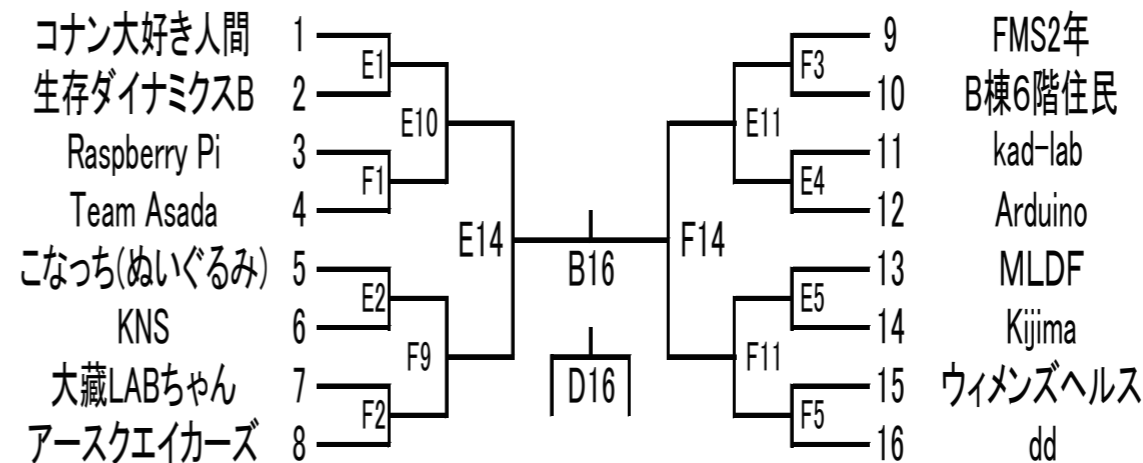 コナン大好き人間 1
生存ダイナミクスB 2
E1
Raspberry Pi 3
Team Asada 4
F1
E10
こなっち(ぬいぐるみ) 5
KNS 6
E2
大藏LABちゃん 7
アースクエイカーズ 8
F2
F9
E14
B16
D16
F14
9 FMS2年
10 B棟6階住民
F3
11 kad-lab
12 Arduino
E4
E11
13 MLDF
14 Kijima
E5
15 ウィメンズヘルス
16 dd
F5
F11